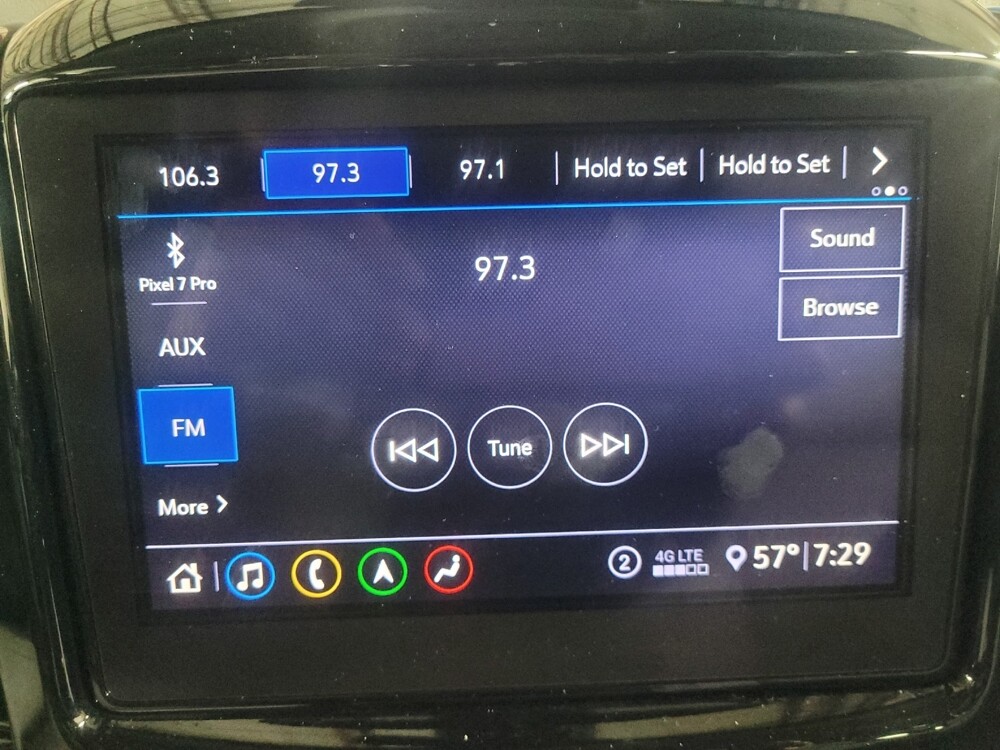 106.3 97.3 97.1 Hold to Set Hold to Set
Sound
Pixel 7 Pro
97.3
Browse
AUX
FM
Tune
More
2 4G LTE 57° 7:29